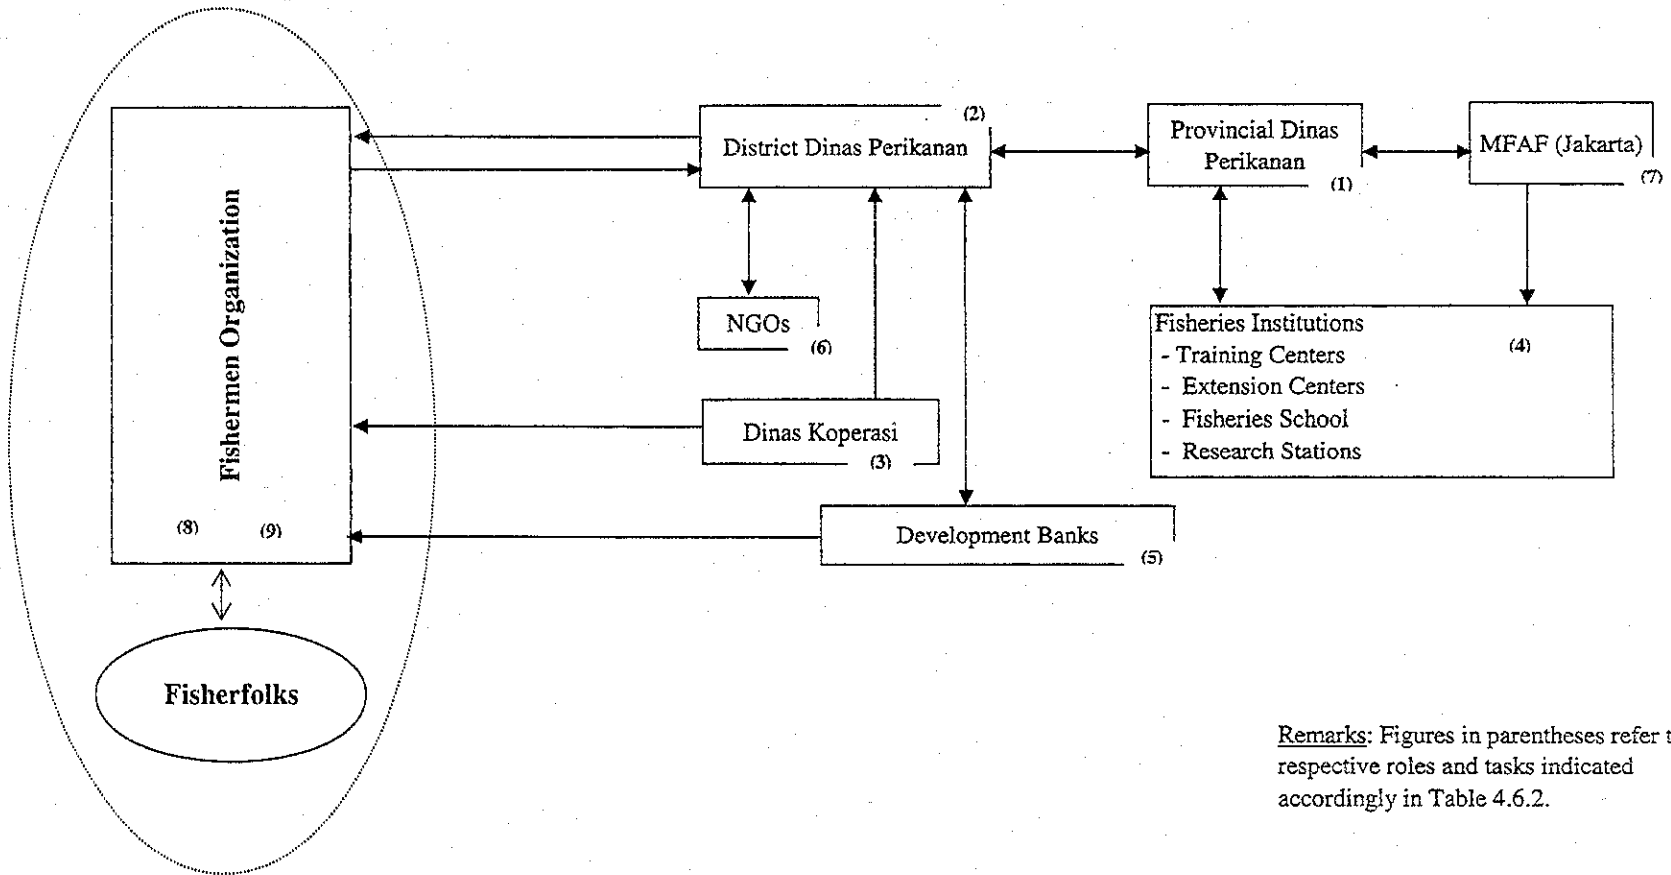 (2)
District Dinas Perikanan
Provincial Dinas
Perikanan
(1)
MFAF (Jakarta)
(7)
Fishermen Organization
(8)
(9)
NGOs
(6)
Fisheries Institutions
- Training Centers
- Extension Centers
- Fisheries School
- Research Stations
(4)
Dinas Koperasi
(3)
Development Banks
(5)
Fisherfolks
Remarks: Figures in parentheses refer t
respective roles and tasks indicated
accordingly in Table 4.6.2.